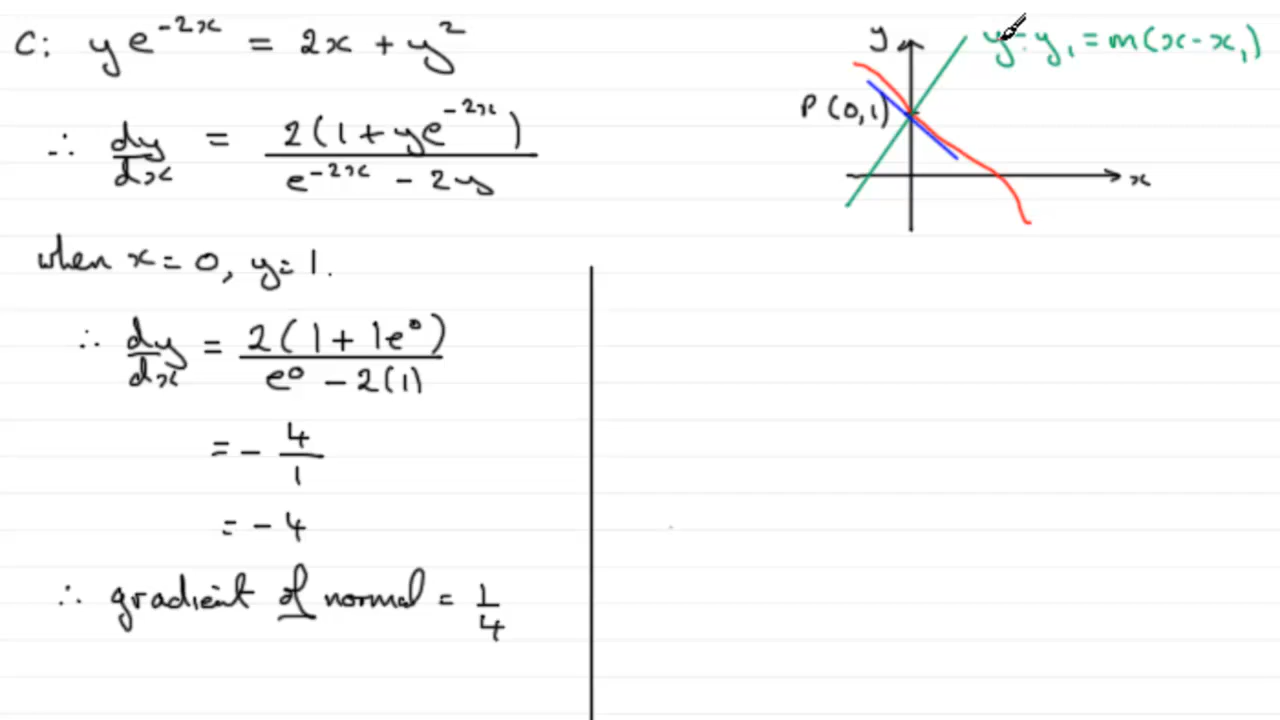 C: ye^{-2x} = 2x + y^2
∴ dy/dx = 2(1 + ye^{-2x}) / (e^{-2x} - 2y)
when x = 0, y = 1.
∴ dy/dx = 2(1 + 1e^0) / (e^0 - 2(1))
= - 4/1
= - 4
∴ gradient of normal = 1/4
y
y - y_1 = m(x - x_1)
P(0,1)
x